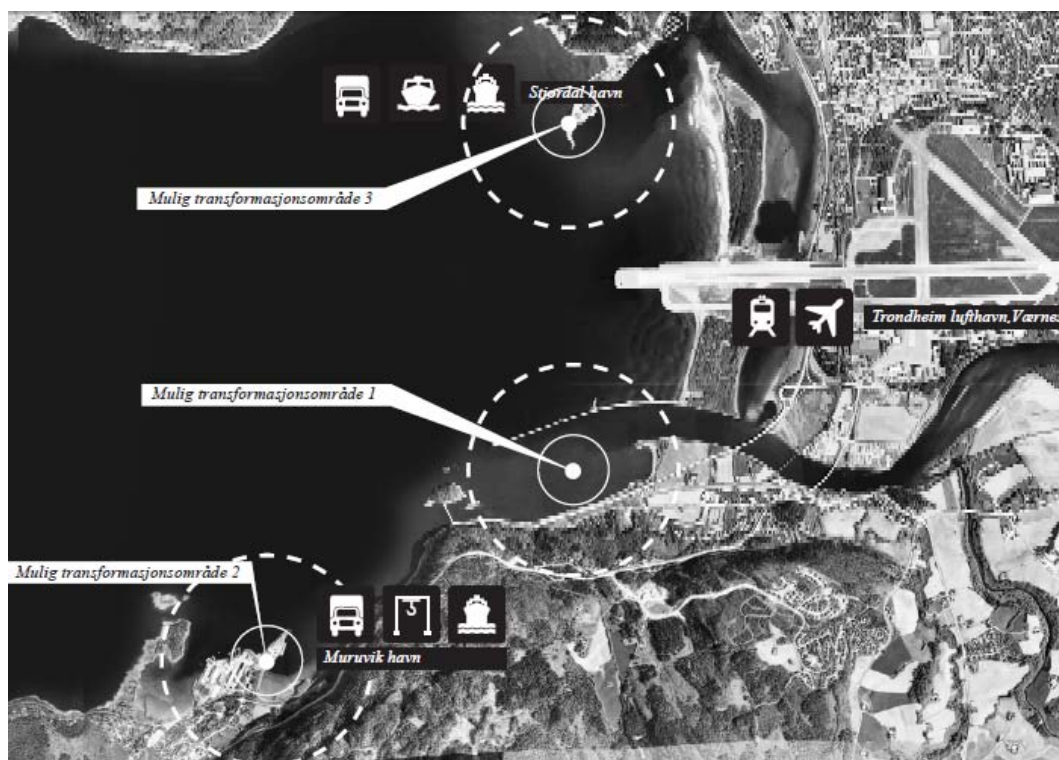 Stjørdal havn
Mulig transformasjonsområde 3
Trondheim lufthavn,Værnes
Mulig transformasjonsområde 1
Mulig transformasjonsområde 2
Muruvik havn